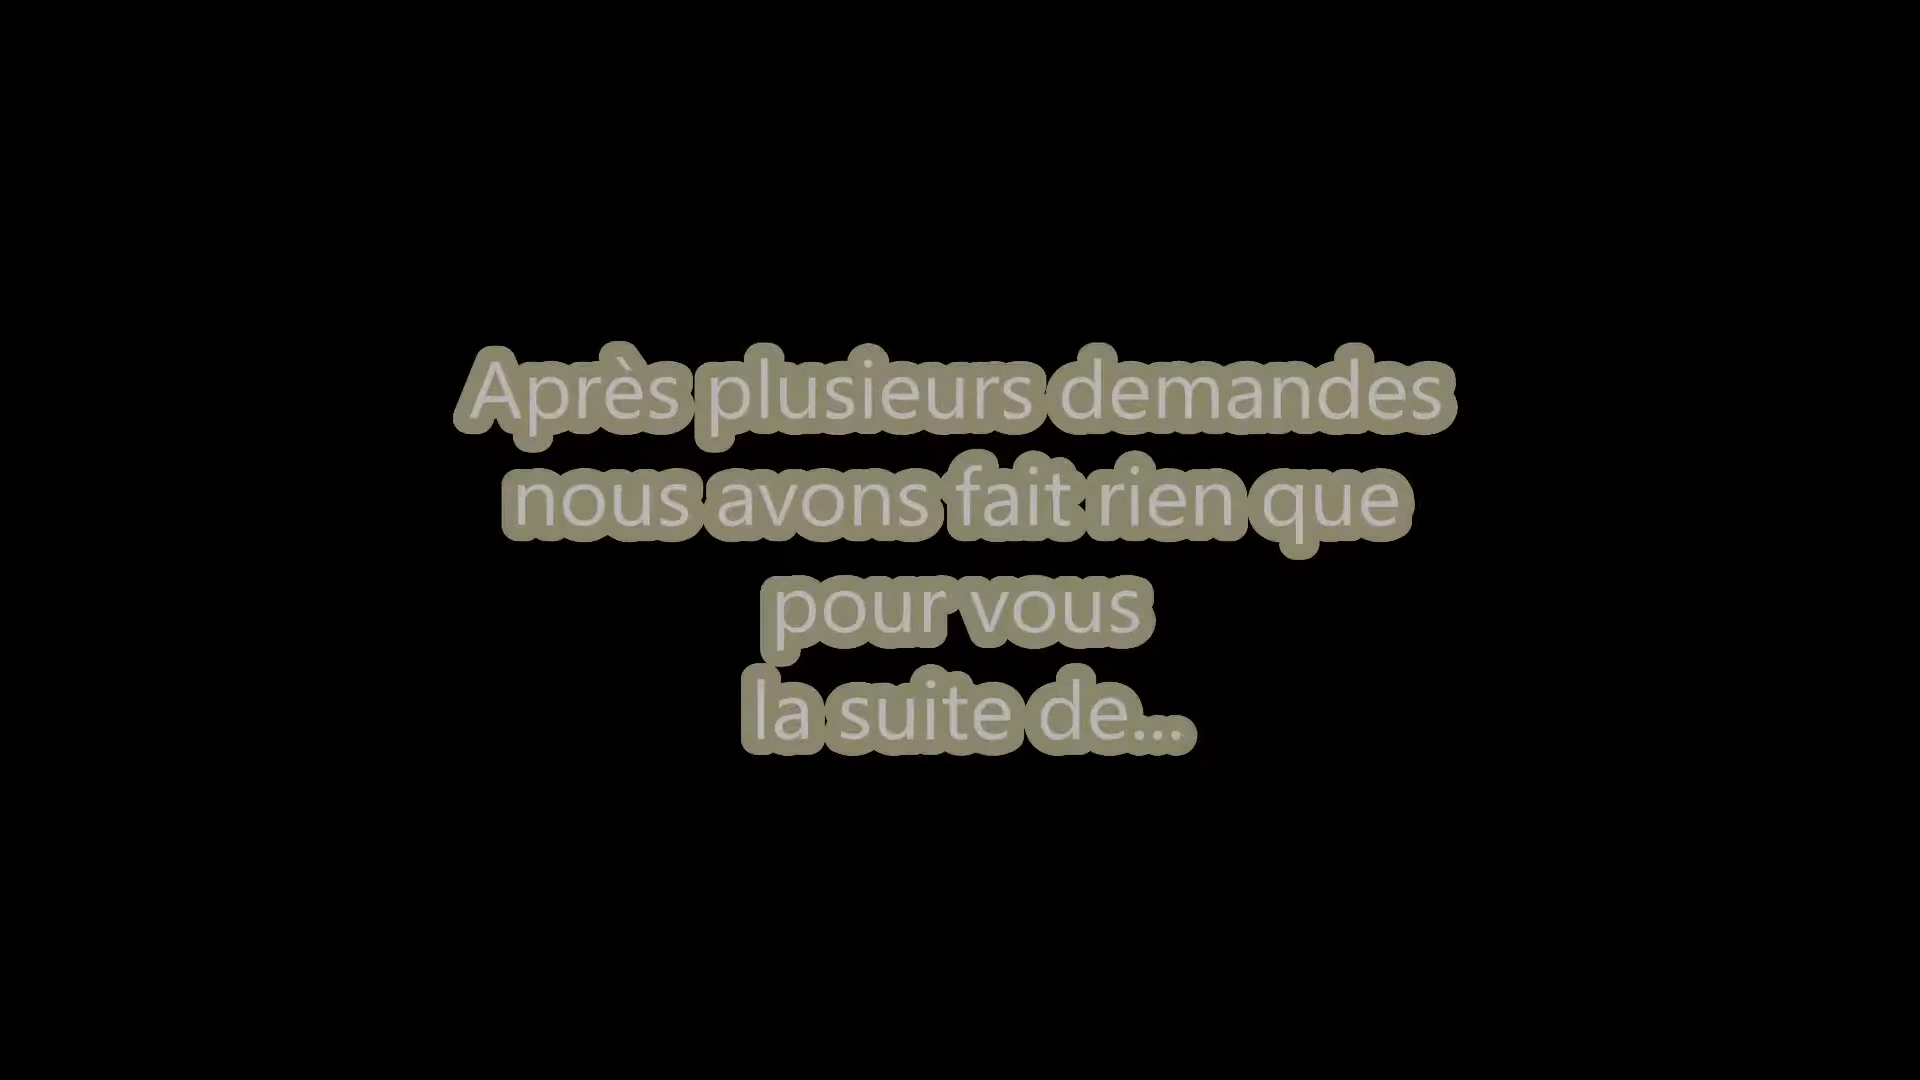 Après plusieurs demandes
nous avons fait rien que
pour vous
la suite de...